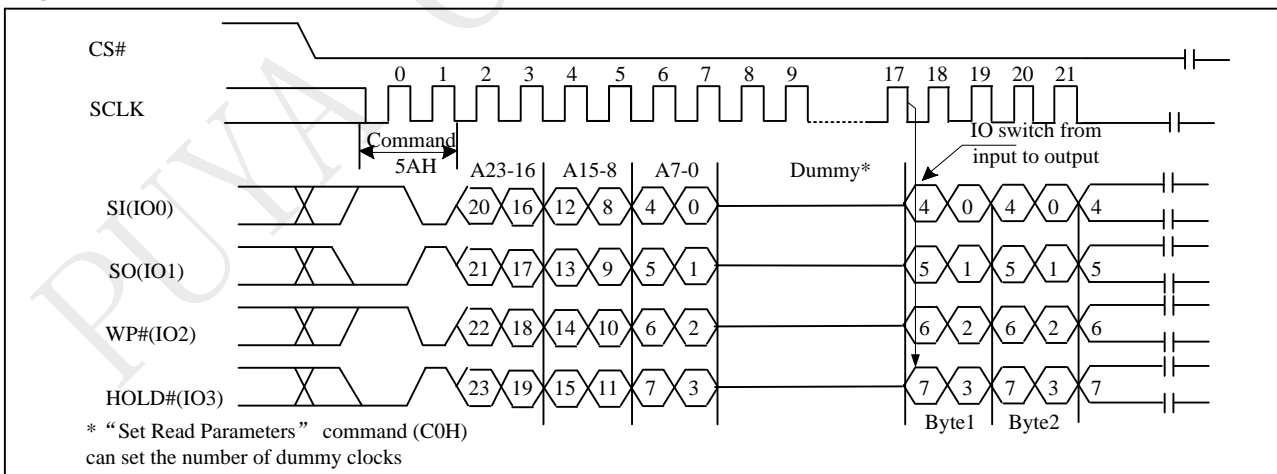 CS#
0 1 2 3 4 5 6 7 8 9 17 18 19 20 21
SCLK
Command
5AH
IO switch from
input to output
A23-16 A15-8 A7-0 Dummy*
SI(IO0) 20 16 12 8 4 0 4 0 4 0 4
SO(IO1) 21 17 13 9 5 1 5 1 5 1 5
WP#(IO2) 22 18 14 10 6 2 6 2 6 2 6
HOLD#(IO3) 23 19 15 11 7 3 7 3 7 3 7
Byte1 Byte2
* “Set Read Parameters” command (C0H)
can set the number of dummy clocks
PUYA